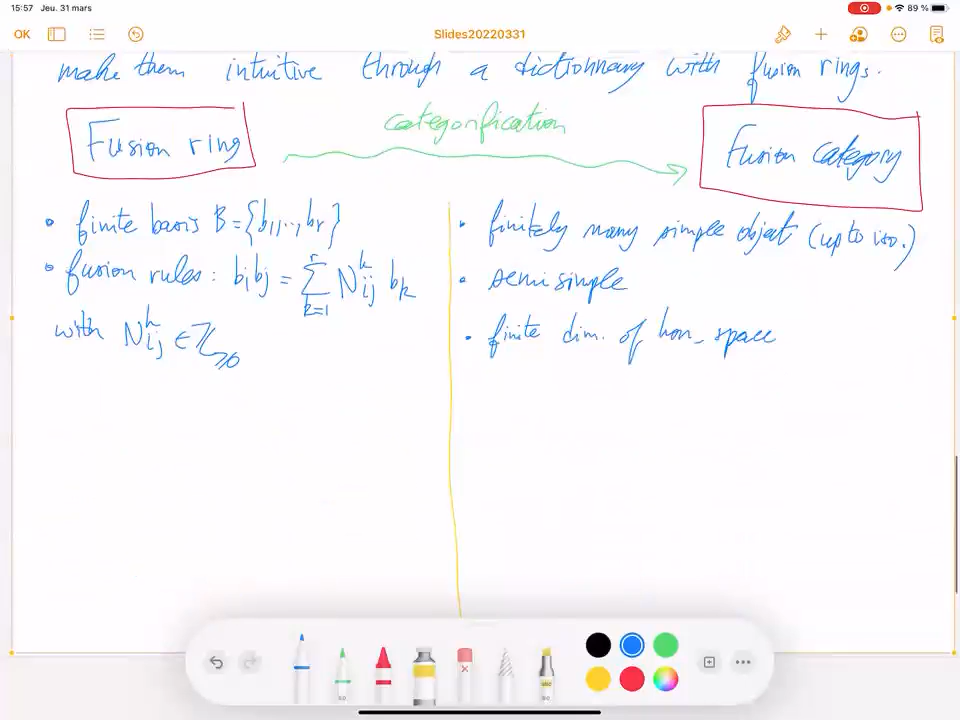 15:57 Jeu. 31 mars
89 %
OK
Slides20220331
make them intuitive through a dictionnary with fusion rings.
categorification
Fusion ring
Fusion category
• finite basis B = {b1,..,br}
• fusion rules: bibj = ∑_{k=1}^{r} N_{ij}^{k} bk
with N_{ij}^{k} ∈ ℤ_{≥0}
• finitely many simple object (up to iso.)
• semisimple
• finite dim. of hom_space